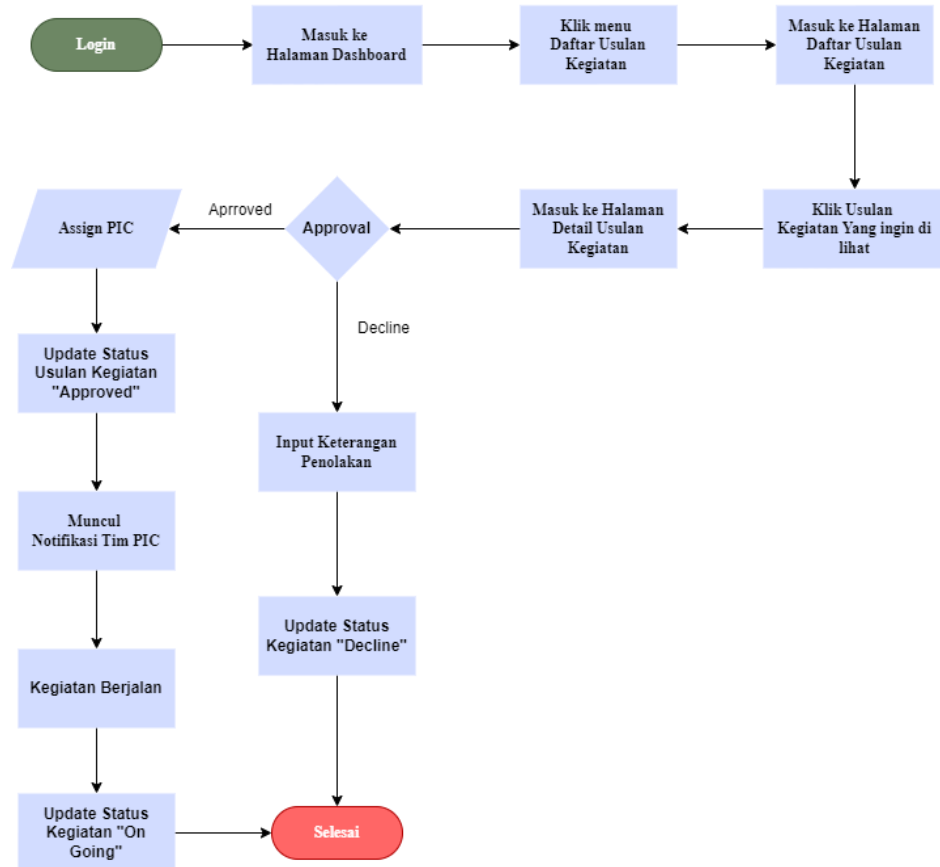 Login
Masuk ke
Halaman Dashboard
Klik menu
Daftar Usulan
Kegiatan
Masuk ke Halaman
Daftar Usulan
Kegiatan
Klik Usulan
Kegiatan Yang ingin di
lihat
Masuk ke Halaman
Detail Usulan
Kegiatan
Approval
Aprroved
Assign PIC
Decline
Update Status
Usulan Kegiatan
"Approved"
Muncul
Notifikasi Tim PIC
Kegiatan Berjalan
Update Status
Kegiatan "On
Going"
Input Keterangan
Penolakan
Update Status
Kegiatan "Decline"
Selesai